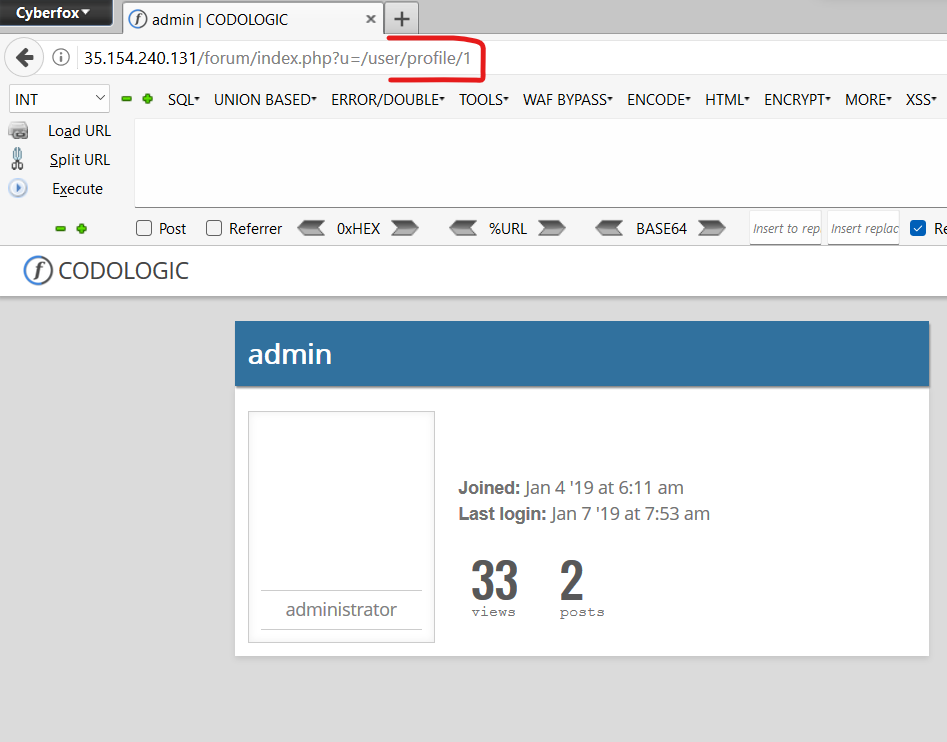 Cyberfox
admin | CODOLOGIC
35.154.240.131/forum/index.php?u=/user/profile/1
INT SQL UNION BASED ERROR/DOUBLE TOOLS WAF BYPASS ENCODE HTML ENCRYPT MORE XSS
Load URL
Split URL
Execute
Post Referrer 0xHEX %URL BASE64 Insert to repl Insert replac Re
f CODOLOGIC
admin
Joined: Jan 4 '19 at 6:11 am
Last login: Jan 7 '19 at 7:53 am
33 2
views posts
administrator